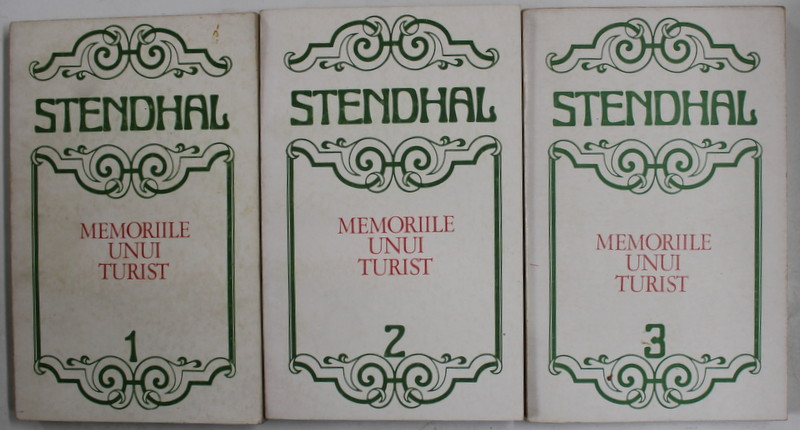 STENDHAL
MEMORIILE
UNUI
TURIST
1
STENDHAL
MEMORIILE
UNUI
TURIST
2
STENDHAL
MEMORIILE
UNUI
TURIST
3